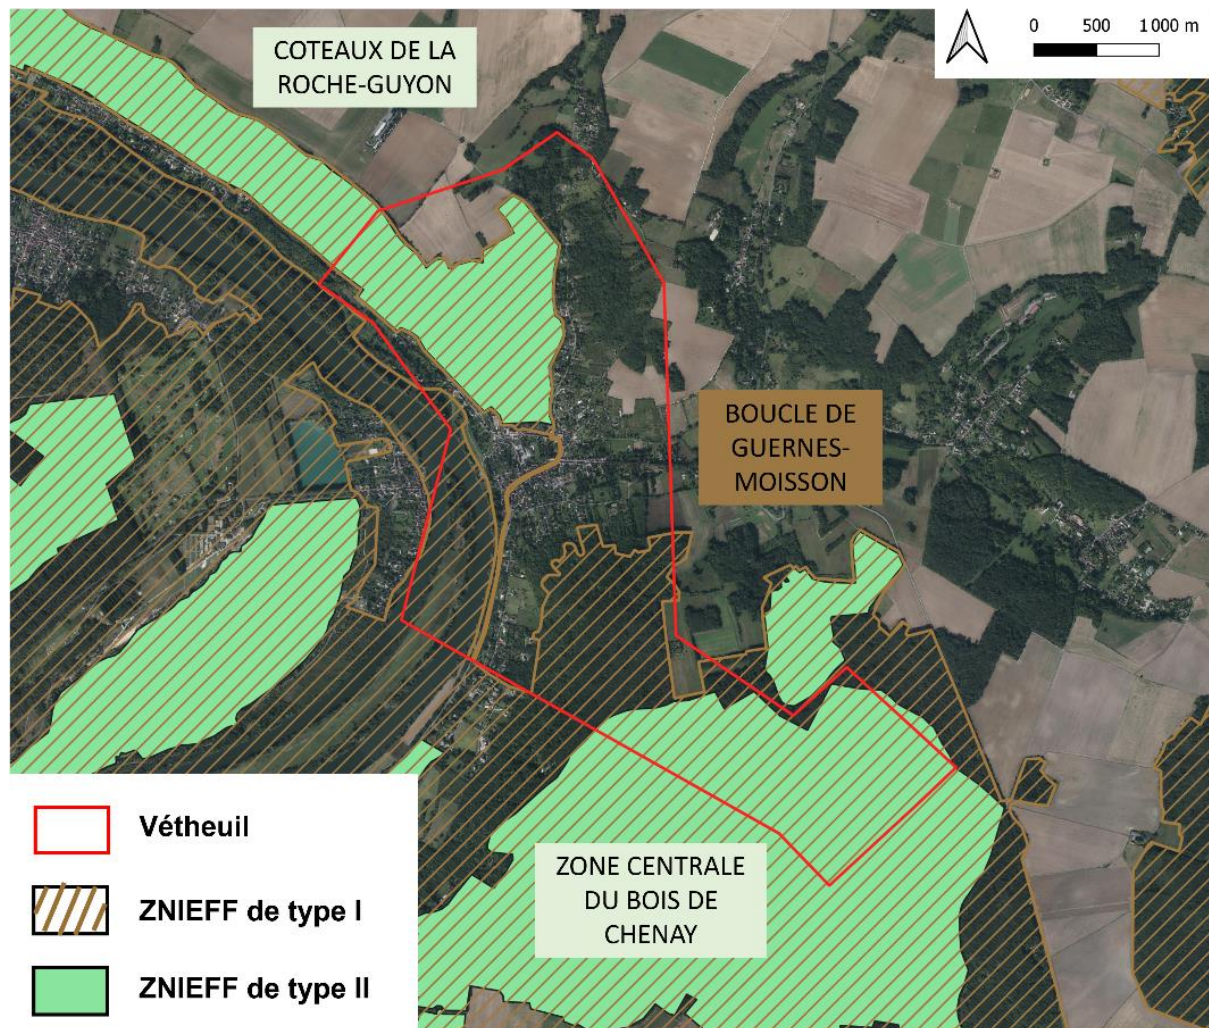 COTEAUX DE LA
ROCHE-GUYON
0 500 1 000 m
BOUCLE DE
GUERNES-
MOISSON
ZONE CENTRALE
DU BOIS DE
CHENAY
Vétheuil
ZNIEFF de type I
ZNIEFF de type II